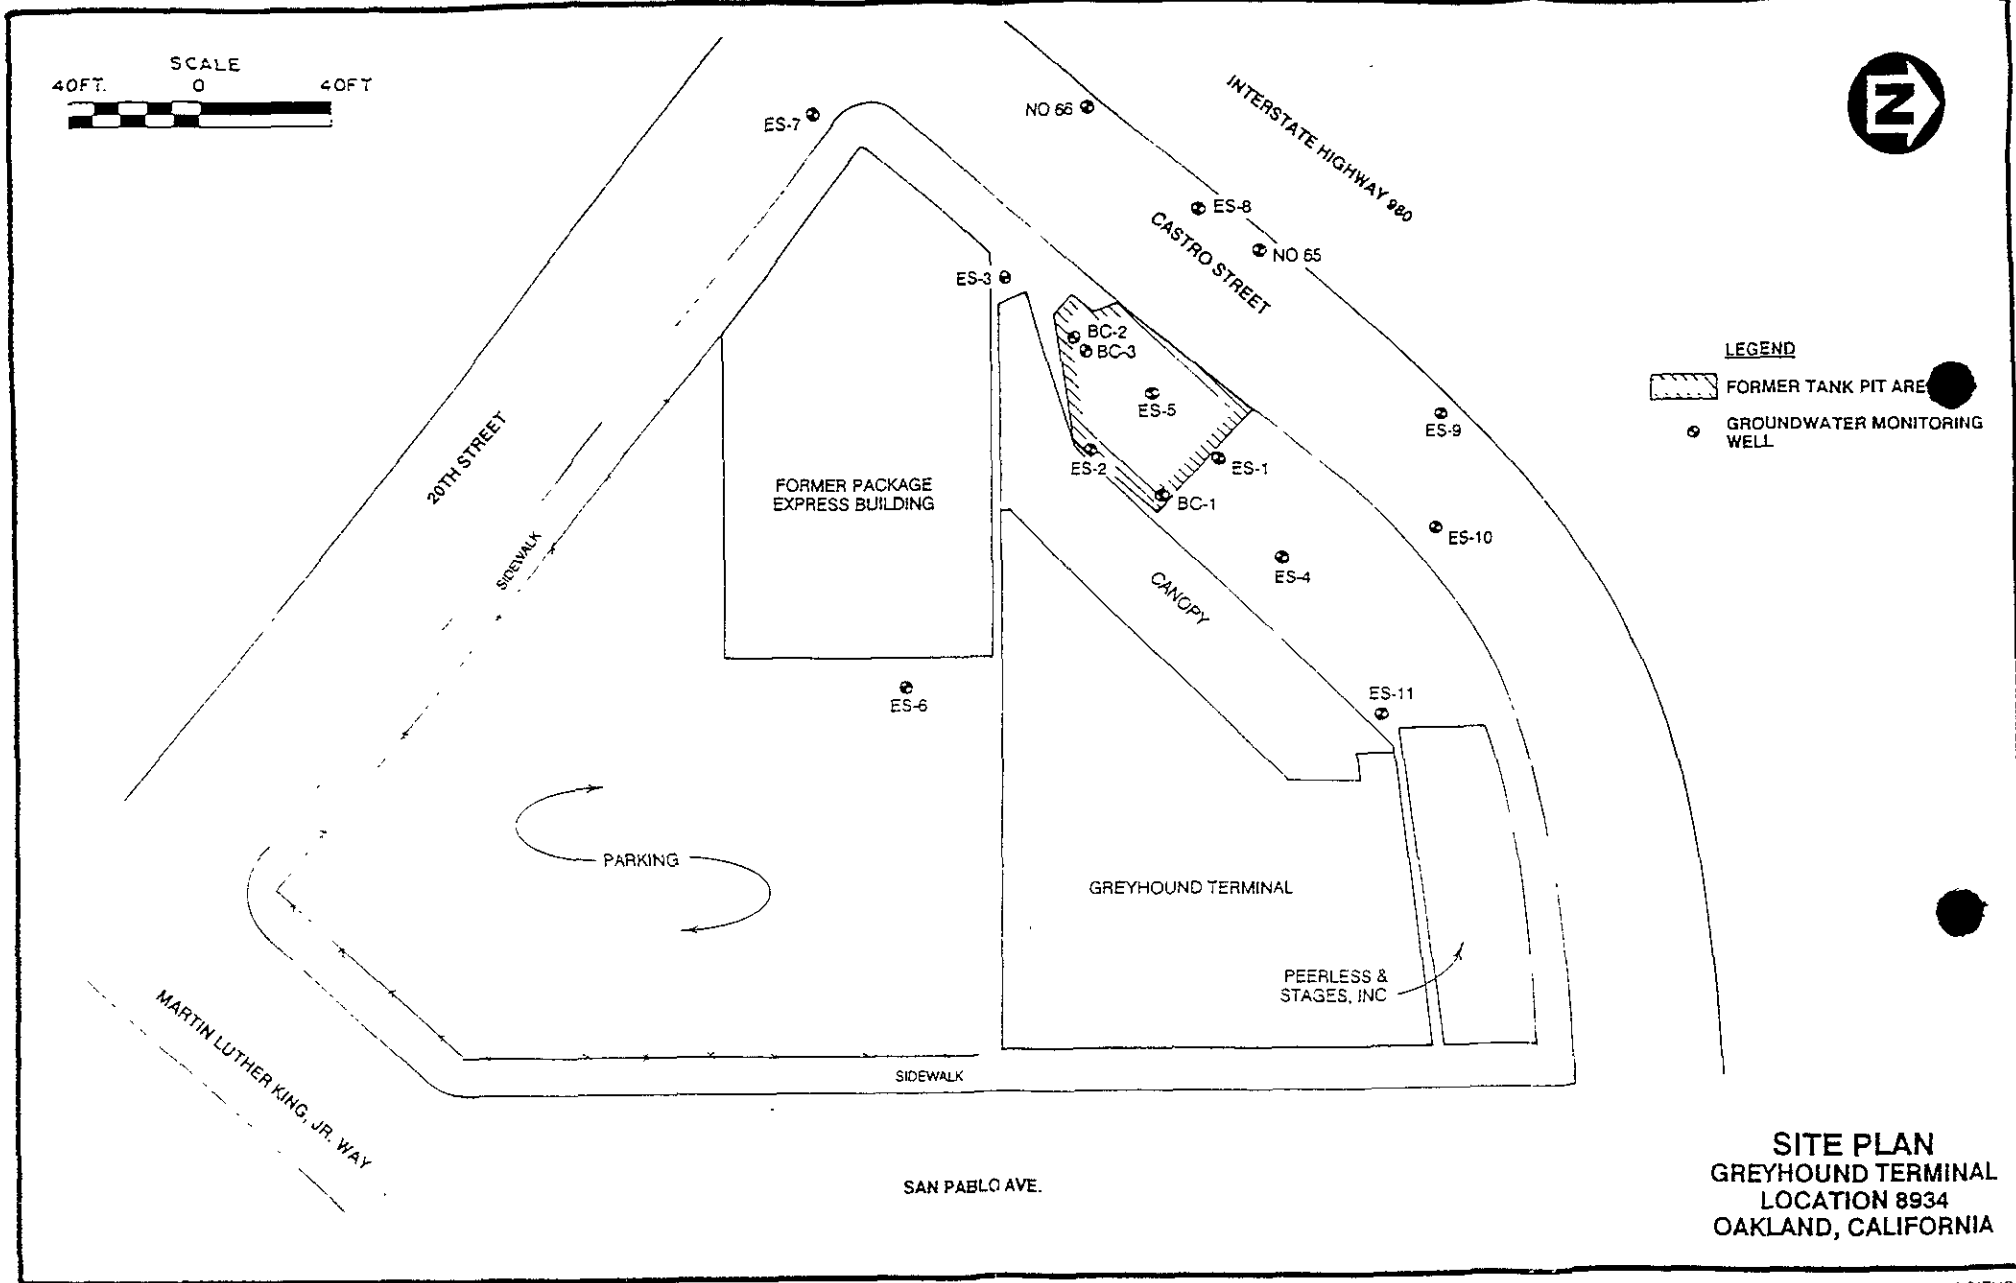 SCALE
40FT. 0 40FT
N
ES-7
NO 66
INTERSTATE HIGHWAY 980
ES-8
CASTRO STREET
NO 65
ES-3
BC-2
BC-3
ES-5
ES-9
ES-2
ES-1
BC-1
ES-10
ES-4
LEGEND
FORMER TANK PIT ARE
GROUNDWATER MONITORING
WELL
20TH STREET
SIDEWALK
FORMER PACKAGE
EXPRESS BUILDING
CANOPY
ES-6
ES-11
PARKING
GREYHOUND TERMINAL
PEERLESS &
STAGES, INC
MARTIN LUTHER KING, JR. WAY
SIDEWALK
SAN PABLO AVE.
SITE PLAN
GREYHOUND TERMINAL
LOCATION 8934
OAKLAND, CALIFORNIA